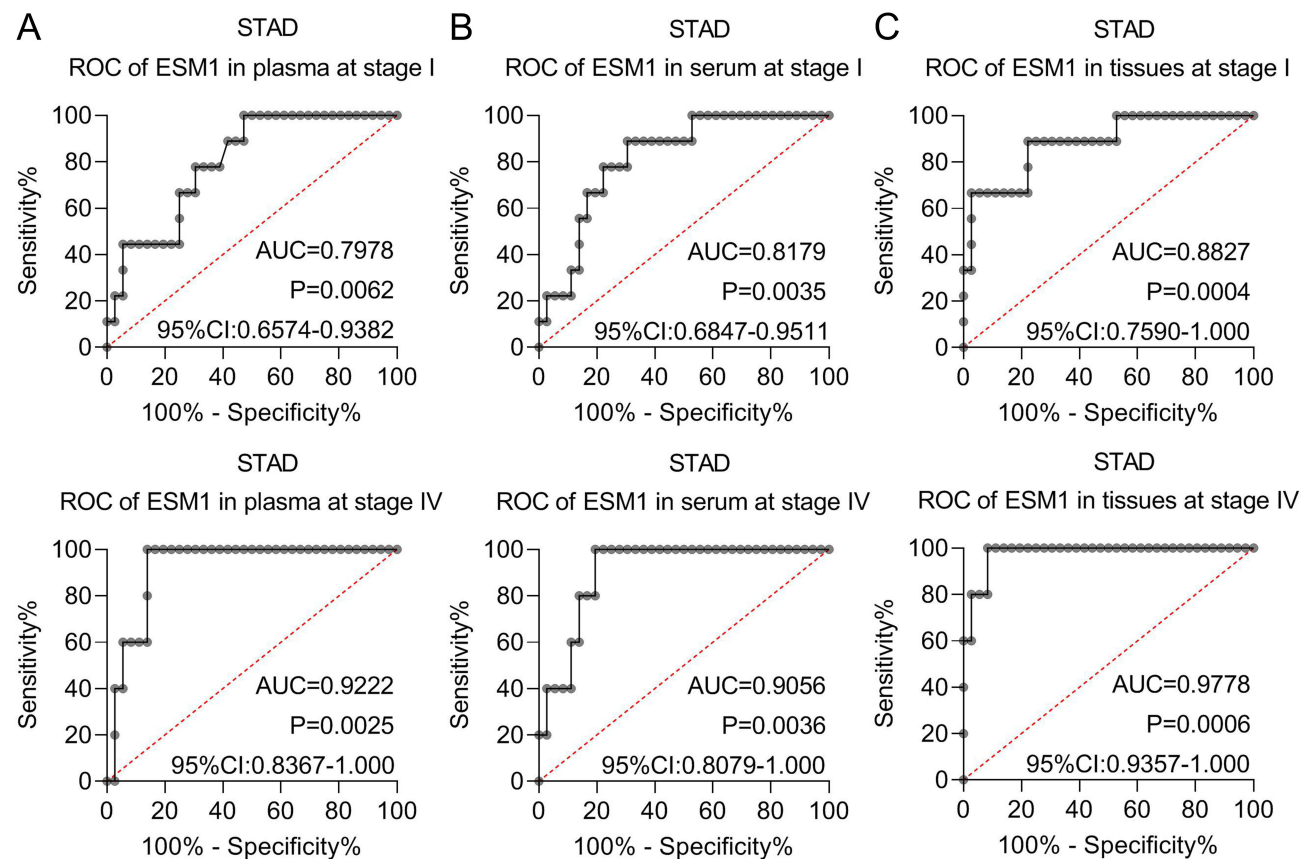 A
STAD
ROC of ESM1 in plasma at stage I
100
80
60
40
20
0
Sensitivity%
AUC=0.7978
P=0.0062
95%CI:0.6574-0.9382
0 20 40 60 80 100
100% - Specificity%
B
STAD
ROC of ESM1 in serum at stage I
100
80
60
40
20
0
Sensitivity%
AUC=0.8179
P=0.0035
95%CI:0.6847-0.9511
0 20 40 60 80 100
100% - Specificity%
C
STAD
ROC of ESM1 in tissues at stage I
100
80
60
40
20
0
Sensitivity%
AUC=0.8827
P=0.0004
95%CI:0.7590-1.000
0 20 40 60 80 100
100% - Specificity%
STAD
ROC of ESM1 in plasma at stage IV
100
80
60
40
20
0
Sensitivity%
AUC=0.9222
P=0.0025
95%CI:0.8367-1.000
0 20 40 60 80 100
100% - Specificity%
STAD
ROC of ESM1 in serum at stage IV
100
80
60
40
20
0
Sensitivity%
AUC=0.9056
P=0.0036
95%CI:0.8079-1.000
0 20 40 60 80 100
100% - Specificity%
STAD
ROC of ESM1 in tissues at stage IV
100
80
60
40
20
0
Sensitivity%
AUC=0.9778
P=0.0006
95%CI:0.9357-1.000
0 20 40 60 80 100
100% - Specificity%